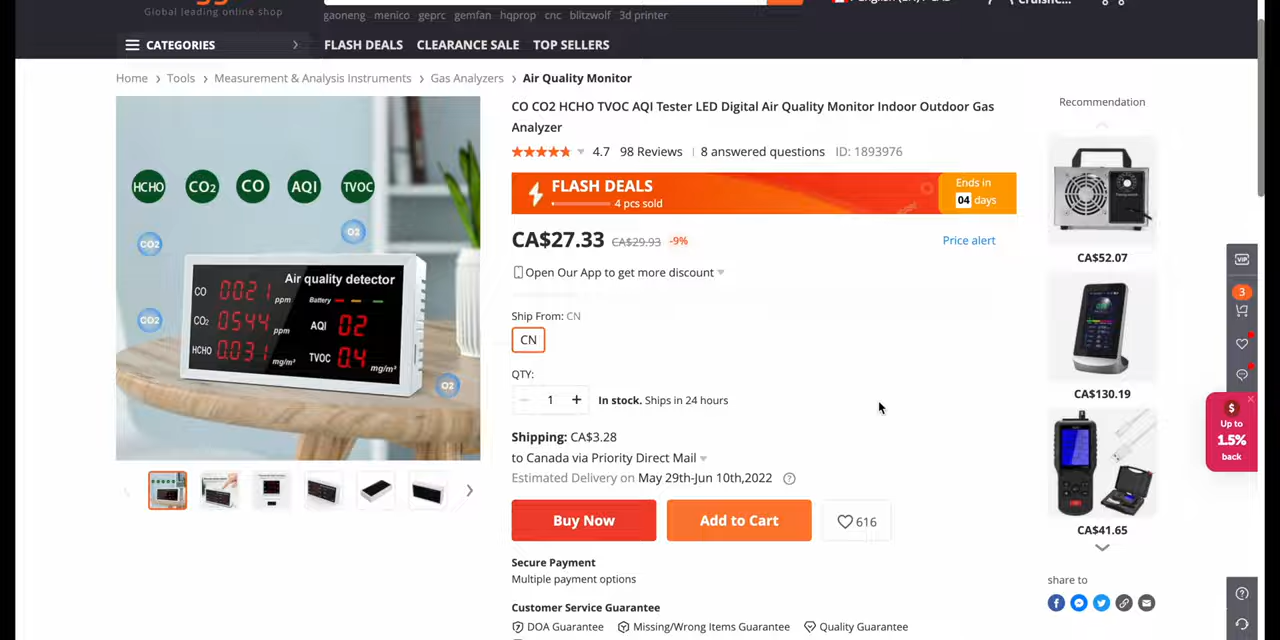 Global leading online shop
gaoneng menico geprc gemfan hqprop cnc blitzwolf 3d printer
CATEGORIES
FLASH DEALS CLEARANCE SALE TOP SELLERS
Home > Tools > Measurement & Analysis Instruments > Gas Analyzers > Air Quality Monitor
CO CO2 HCHO TVOC AQI Tester LED Digital Air Quality Monitor Indoor Outdoor Gas
Analyzer
4.7 98 Reviews 8 answered questions ID: 1893976
FLASH DEALS
4 pcs sold
Ends in
04 days
CA$27.33 CA$29.93 -9%
Price alert
Open Our App to get more discount
Ship From: CN
CN
QTY:
1 + In stock. Ships in 24 hours
Shipping: CA$3.28
to Canada via Priority Direct Mail
Estimated Delivery on May 29th-Jun 10th,2022
Buy Now
Add to Cart
616
Secure Payment
Multiple payment options
Customer Service Guarantee
DOA Guarantee Missing/Wrong Items Guarantee Quality Guarantee
HCHO CO2 CO AQI TVOC
O2
CO2
CO2
O2
Air quality detector
CO 0021 ppm Battery
CO2 0544 ppm AQI 02
HCHO 0.031 mg/m³ TVOC 0.4 mg/m³
Recommendation
CA$52.07
CA$130.19
CA$41.65
share to
VIP
3
$
Up to
1.5%
back